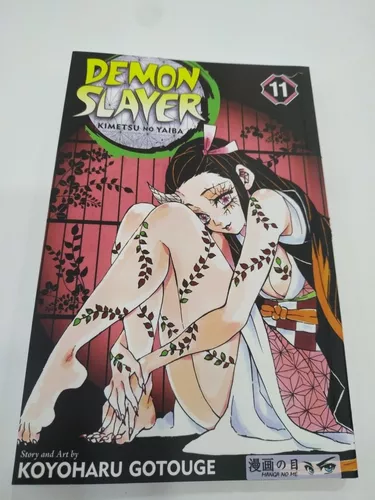 DEMON
SLAYER
KIMETSU NO YAIBA
11
Story and Art by
KOYOHARU GOTOUGE
漫画の目
MANGA NO ME